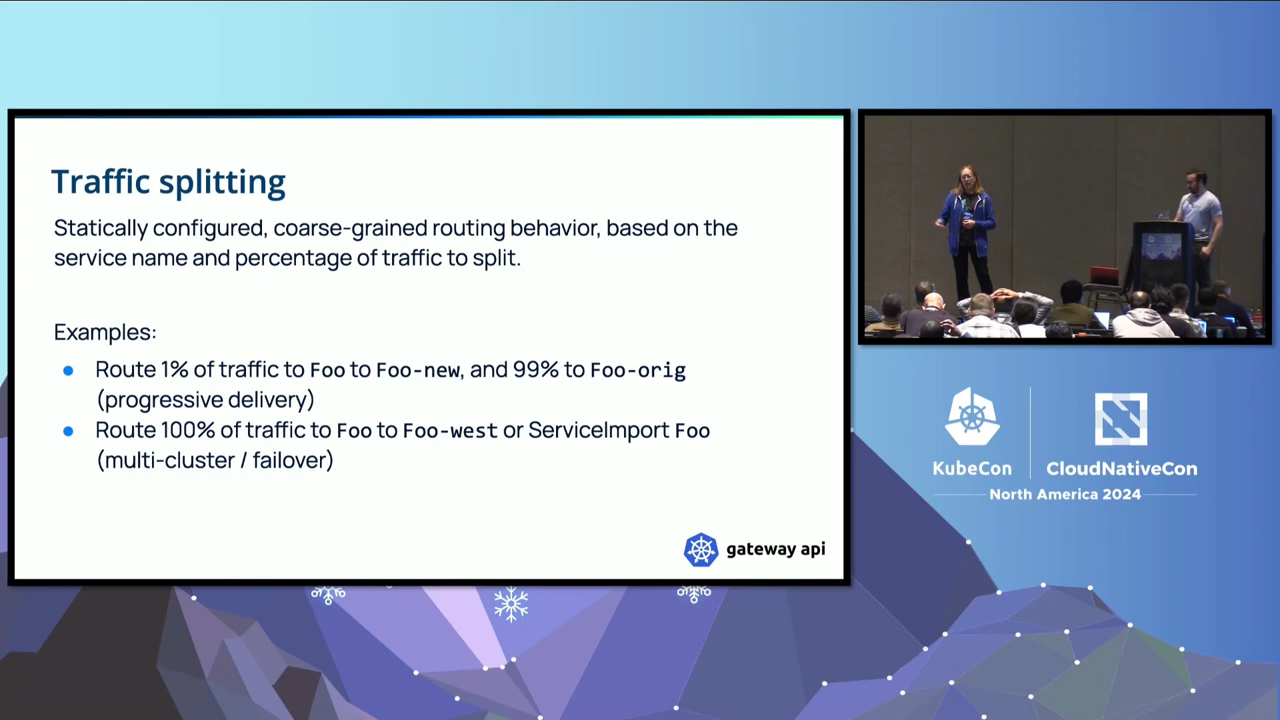 Traffic splitting
Statically configured, coarse-grained routing behavior, based on the
service name and percentage of traffic to split.
Examples:
Route 1% of traffic to Foo to Foo-new, and 99% to Foo-orig
(progressive delivery)
Route 100% of traffic to Foo to Foo-west or ServiceImport Foo
(multi-cluster / failover)
gateway api
KubeCon
CloudNativeCon
North America 2024